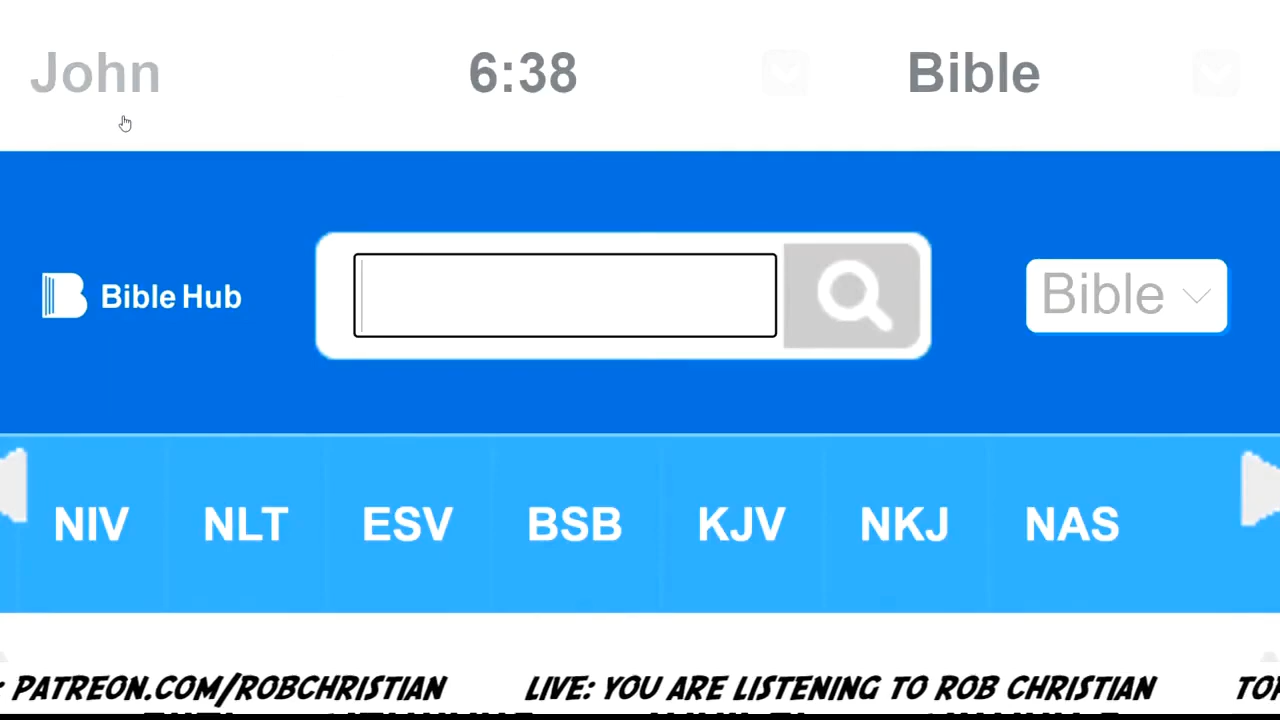 John 6:38 Bible
Bible Hub Bible
NIV NLT ESV BSB KJV NKJ NAS
: PATREON.COM/ROBCHRISTIAN LIVE: YOU ARE LISTENING TO ROB CHRISTIAN